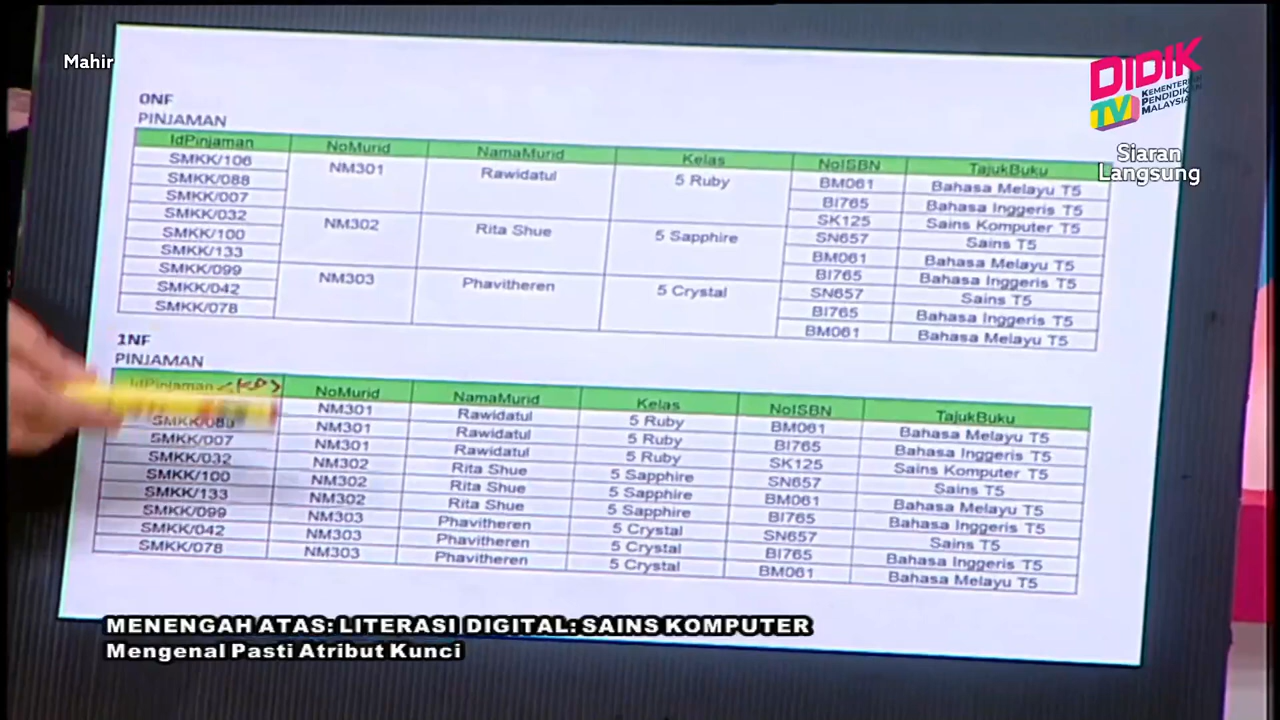 Mahir
DIDIK
TV
KEMENTERIAN
PENDIDIKAN
MALAYSIA
Siaran
Langsung
0NF
PINJAMAN
IdPinjaman NoMurid NamaMurid Kelas NoISBN TajukBuku
SMKK/106 NM301 Rawidatul 5 Ruby BM061 Bahasa Melayu T5
SMKK/088 BI765 Bahasa Inggeris T5
SMKK/007 SK125 Sains Komputer T5
SMKK/032 NM302 Rita Shue 5 Sapphire SN657 Sains T5
SMKK/100 BM061 Bahasa Melayu T5
SMKK/133 BI765 Bahasa Inggeris T5
SMKK/099 NM303 Phavitheren 5 Crystal SN657 Sains T5
SMKK/042 BI765 Bahasa Inggeris T5
SMKK/078 BM061 Bahasa Melayu T5
1NF
PINJAMAN
IdPinjaman <KP> NoMurid NamaMurid Kelas NoISBN TajukBuku
NM301 Rawidatul 5 Ruby BM061 Bahasa Melayu T5
SMKK/088 NM301 Rawidatul 5 Ruby BI765 Bahasa Inggeris T5
SMKK/007 NM301 Rawidatul 5 Ruby SK125 Sains Komputer T5
SMKK/032 NM302 Rita Shue 5 Sapphire SN657 Sains T5
SMKK/100 NM302 Rita Shue 5 Sapphire BM061 Bahasa Melayu T5
SMKK/133 NM302 Rita Shue 5 Sapphire BI765 Bahasa Inggeris T5
SMKK/099 NM303 Phavitheren 5 Crystal SN657 Sains T5
SMKK/042 NM303 Phavitheren 5 Crystal BI765 Bahasa Inggeris T5
SMKK/078 NM303 Phavitheren 5 Crystal BM061 Bahasa Melayu T5
MENENGAH ATAS: LITERASI DIGITAL: SAINS KOMPUTER
Mengenal Pasti Atribut Kunci